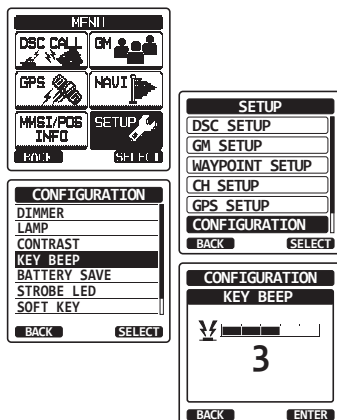 MENU
DSC CALL
GM
GPS
NAVI
MMSI/POS
INFO
SETUP
BACK
SELECT
SETUP
DSC SETUP
GM SETUP
WAYPOINT SETUP
CH SETUP
GPS SETUP
CONFIGURATION
BACK
SELECT
CONFIGURATION
DIMMER
LAMP
CONTRAST
KEY BEEP
BATTERY SAVE
STROBE LED
SOFT KEY
BACK
SELECT
CONFIGURATION
KEY BEEP
3
BACK
ENTER